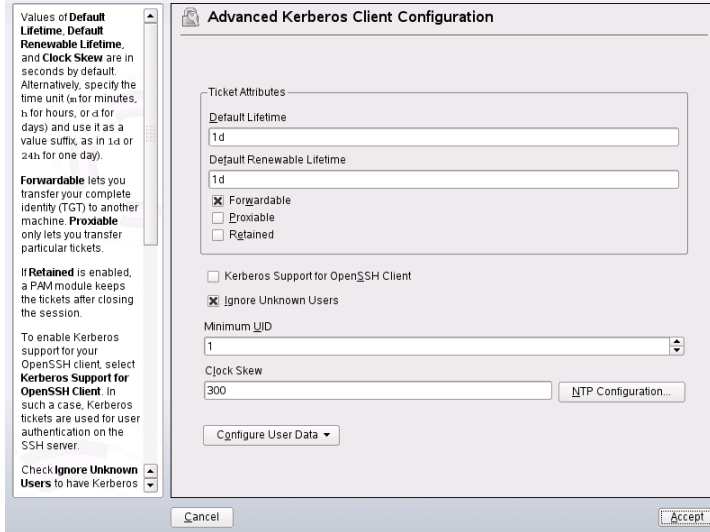 Values of Default
Lifetime, Default
Renewable Lifetime,
and Clock Skew are in
seconds by default.
Alternatively, specify the
time unit (m for minutes,
h for hours, or d for
days) and use it as a
value suffix, as in 1d or
24h for one day).
Forwardable lets you
transfer your complete
identity (TGT) to another
machine. Proxiable
only lets you transfer
particular tickets.
If Retained is enabled,
a PAM module keeps
the tickets after closing
the session.
To enable Kerberos
support for your
OpenSSH client, select
Kerberos Support for
OpenSSH Client. In
such a case, Kerberos
tickets are used for user
authentication on the
SSH server.
Check Ignore Unknown
Users to have Kerberos
Advanced Kerberos Client Configuration
Ticket Attributes
Default Lifetime
1d
Default Renewable Lifetime
1d
Forwardable
Proxiable
Retained
Kerberos Support for OpenSSH Client
Ignore Unknown Users
Minimum UID
1
Clock Skew
300
NTP Configuration...
Configure User Data
Cancel
Accept